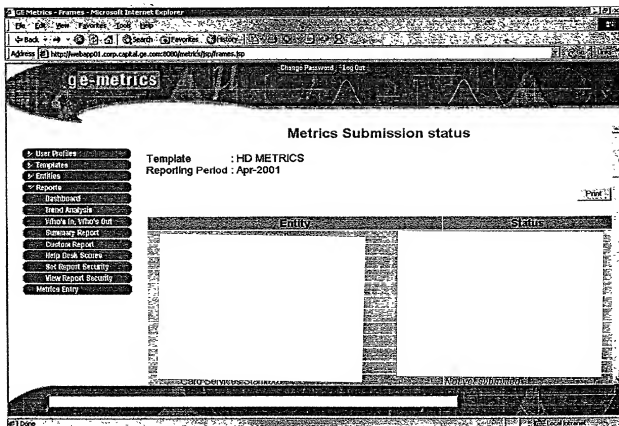 GE Metrics - Frames - Microsoft Internet Explorer
File Edit View Favorites Tools Help
Back Search Favorites History
Address http://webapp01.corp.capital.ge.com:8080/metrics/jsp/frames.jsp
Change Password Log Out
ge-metrics
Metrics Submission status
Template : HD METRICS
Reporting Period : Apr-2001
Print
User Profiles
Templates
Entities
Reports
Dashboard
Trend Analysis
Who's In, Who's Out
Summary Report
Custom Report
Help Desk Scores
Set Report Security
View Report Security
Metrics Entry
Entity Status
Card Services
Done Local intranet